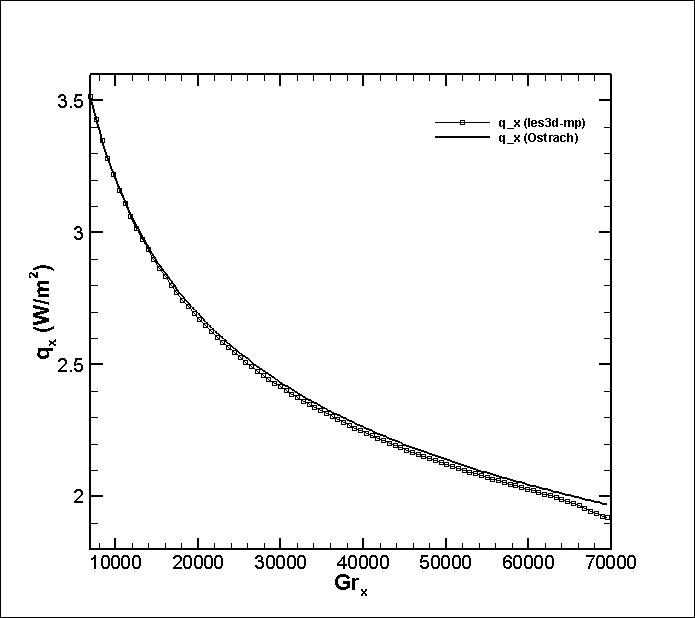 3.5
q_x (les3d-mp)
q_x (Ostrach)
3
q_x (W/m²)
2.5
2
10000 20000 30000 40000 50000 60000 70000
Gr_x